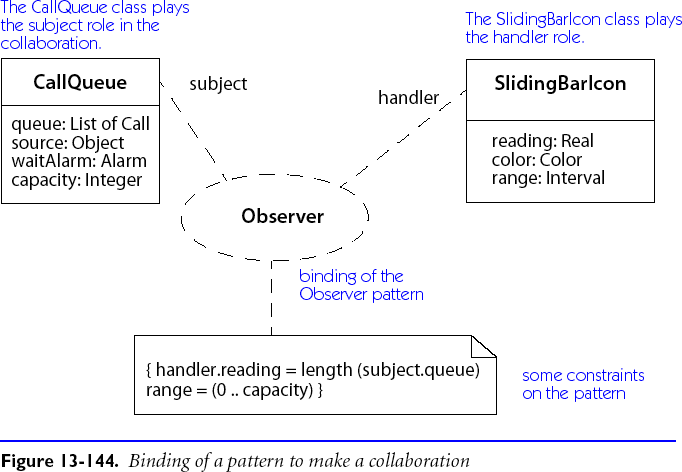 The CallQueue class plays
the subject role in the
collaboration.
The SlidingBarIcon class plays
the handler role.
CallQueue
queue: List of Call
source: Object
waitAlarm: Alarm
capacity: Integer
subject
handler
SlidingBarIcon
reading: Real
color: Color
range: Interval
Observer
binding of the
Observer pattern
{ handler.reading = length (subject.queue)
range = (0 .. capacity) }
some constraints
on the pattern
Figure 13-144. Binding of a pattern to make a collaboration